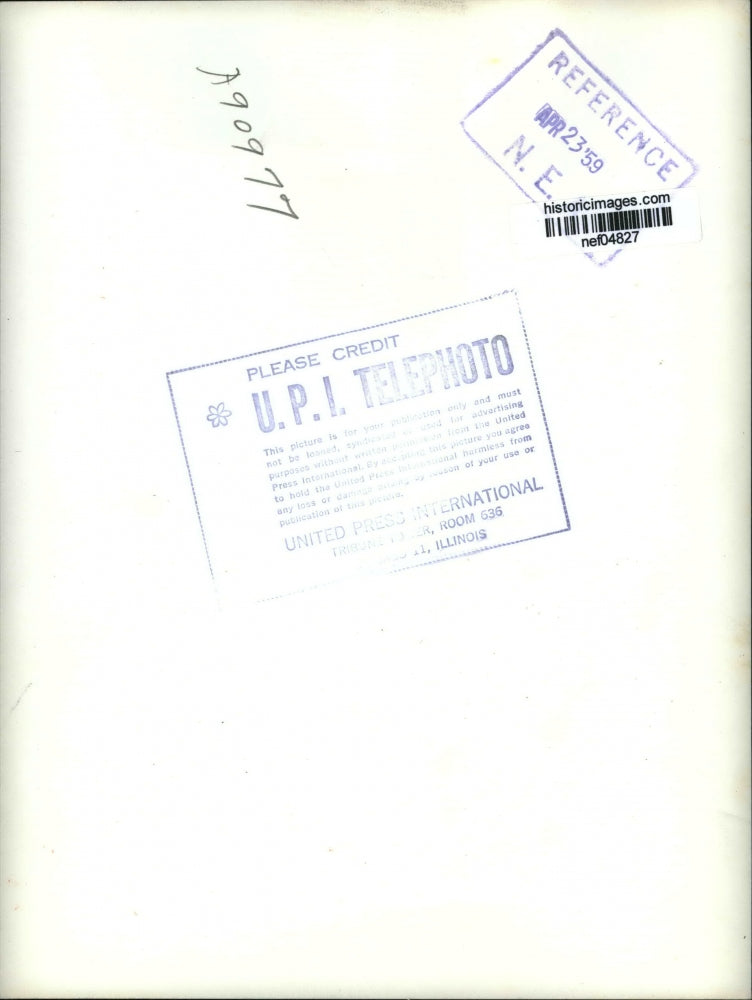 A90977
REFERENCE
APR 23 '59
N. E.
historicimages.com
nef04827
PLEASE CREDIT
U. P. I. TELEPHOTO
This picture is for your publication only and must
not be loaned, syndicated or used for advertising
purposes without written permission from the United
Press International. By accepting this picture you agree
to hold the United Press International harmless from
any loss or damage arising by reason of your use or
publication of this picture.
UNITED PRESS INTERNATIONAL
ROOM 636
11, ILLINOIS